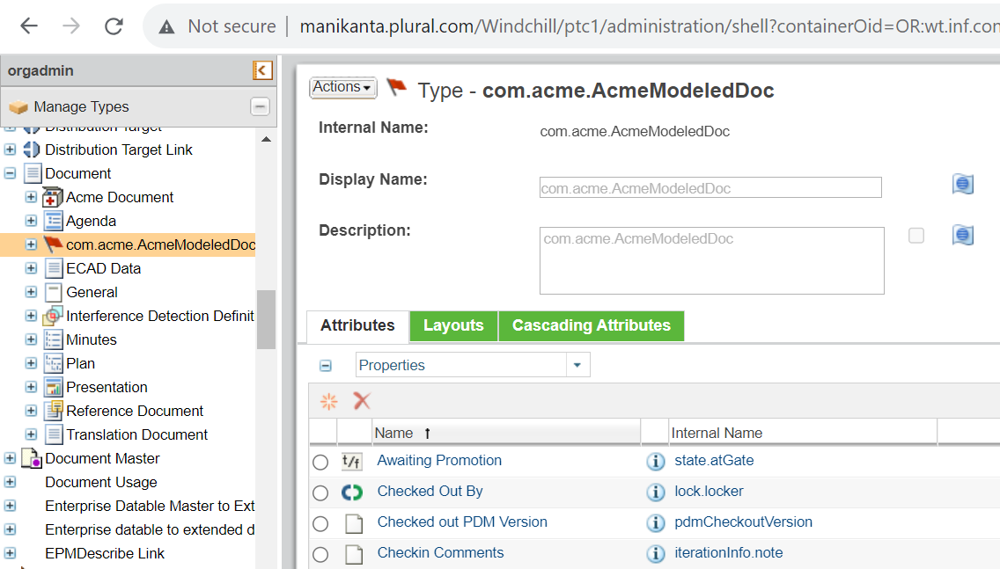 Not secure | manikanta.plural.com/Windchill/ptc1/administration/shell?containerOid=OR:wt.inf.con
orgadmin
Manage Types
Distribution Target
Distribution Target Link
Document
Acme Document
Agenda
com.acme.AcmeModeledDoc
ECAD Data
General
Interference Detection Definit
Minutes
Plan
Presentation
Reference Document
Translation Document
Document Master
Document Usage
Enterprise Datable Master to Ext
Enterprise datable to extended d
EPMDescribe Link
Actions
Type - com.acme.AcmeModeledDoc
Internal Name: com.acme.AcmeModeledDoc
Display Name: com.acme.AcmeModeledDoc
Description: com.acme.AcmeModeledDoc
Attributes Layouts Cascading Attributes
Properties
Name ↑ Internal Name
t/f Awaiting Promotion state.atGate
Checked Out By lock.locker
Checked out PDM Version pdmCheckoutVersion
Checkin Comments iterationInfo.note